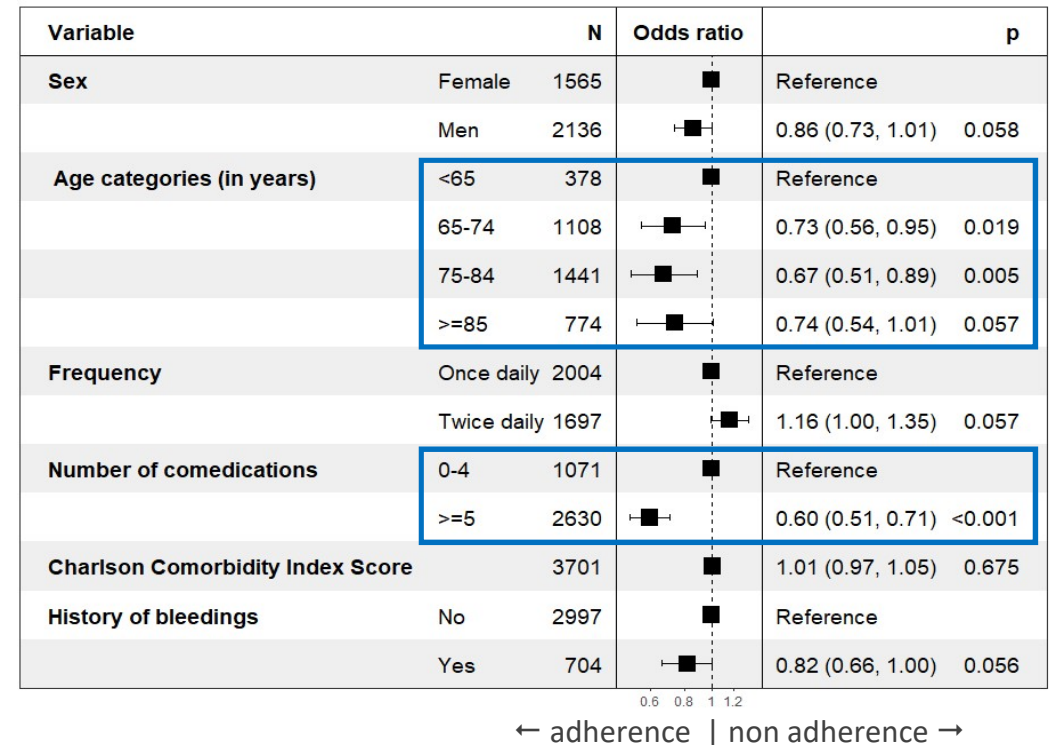 Variable N Odds ratio p
Sex Female 1565 Reference
Men 2136 0.86 (0.73, 1.01) 0.058
Age categories (in years) <65 378 Reference
65-74 1108 0.73 (0.56, 0.95) 0.019
75-84 1441 0.67 (0.51, 0.89) 0.005
>=85 774 0.74 (0.54, 1.01) 0.057
Frequency Once daily 2004 Reference
Twice daily 1697 1.16 (1.00, 1.35) 0.057
Number of comedications 0-4 1071 Reference
>=5 2630 0.60 (0.51, 0.71) <0.001
Charlson Comorbidity Index Score 3701 1.01 (0.97, 1.05) 0.675
History of bleedings No 2997 Reference
Yes 704 0.82 (0.66, 1.00) 0.056
0.6 0.8 1 1.2
← adherence | non adherence →